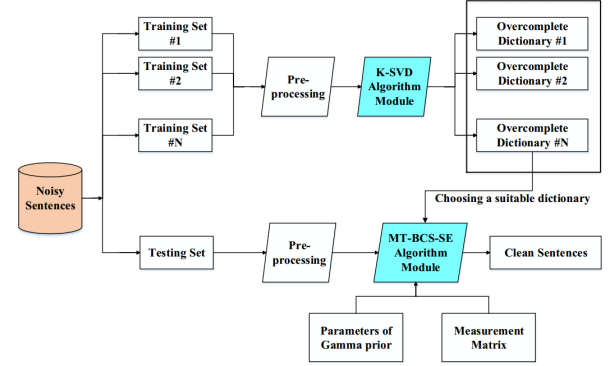 Training Set
#1
Training Set
#2
Training Set
#N
Pre-
processing
K-SVD
Algorithm
Module
Overcomplete
Dictionary #1
Overcomplete
Dictionary #2
Overcomplete
Dictionary #N
Noisy
Sentences
Choosing a suitable dictionary
Testing Set
Pre-
processing
MT-BCS-SE
Algorithm
Module
Clean Sentences
Parameters of
Gamma prior
Measurement
Matrix